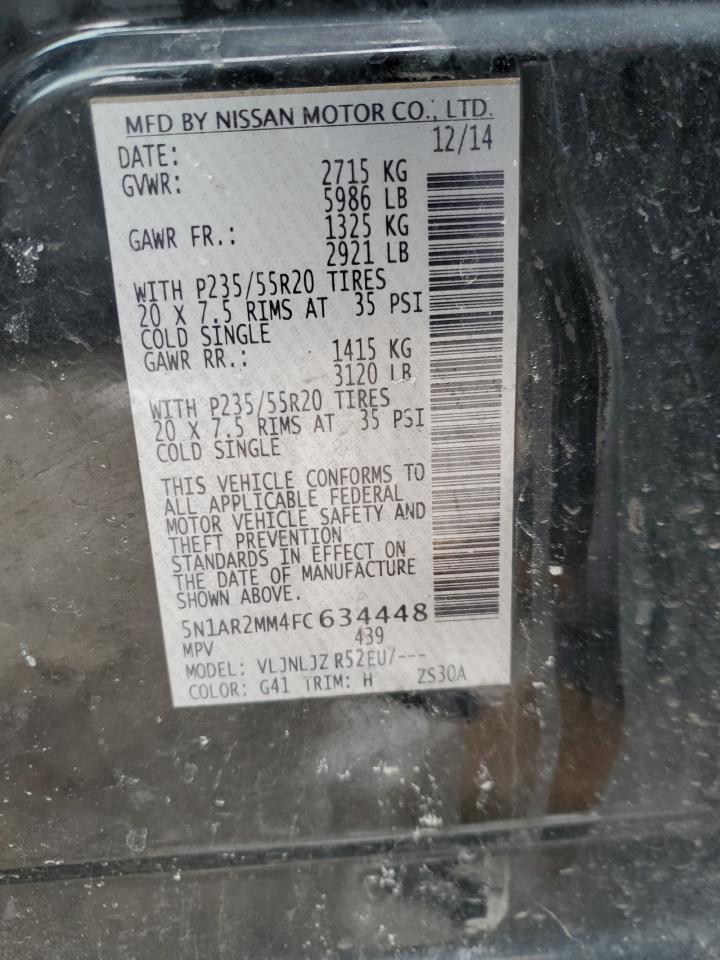 MFD BY NISSAN MOTOR CO., LTD.
DATE: 12/14
GVWR: 2715 KG
5986 LB
GAWR FR.: 1325 KG
2921 LB
WITH P235/55R20 TIRES
20 X 7.5 RIMS AT 35 PSI
COLD SINGLE
GAWR RR.: 1415 KG
3120 LB
WITH P235/55R20 TIRES
20 X 7.5 RIMS AT 35 PSI
COLD SINGLE
THIS VEHICLE CONFORMS TO
ALL APPLICABLE FEDERAL
MOTOR VEHICLE SAFETY AND
THEFT PREVENTION
STANDARDS IN EFFECT ON
THE DATE OF MANUFACTURE
SHOWN ABOVE.
5N1AR2MM4FC634448
MPV 439
MODEL: VLJNLJZ R52EU7---
COLOR: G41 TRIM: H ZS30A